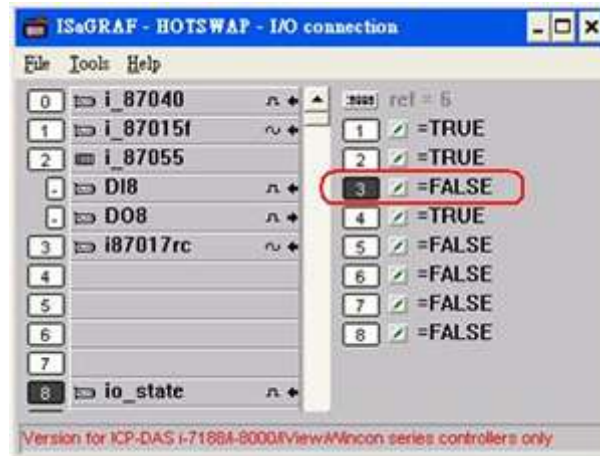 ISaGRAF - HOTSWAP - I/O connection
File Tools Help
0 i_87040
1 i_87015f
2 i_87055
. DI8
. DO8
3 i87017rc
4
5
6
7
8 io_state
ref = 6
1 =TRUE
2 =TRUE
3 =FALSE
4 =TRUE
5 =FALSE
6 =FALSE
7 =FALSE
8 =FALSE
Version for ICP-DAS i-7188/I-8000/iView/Wincon series controllers only